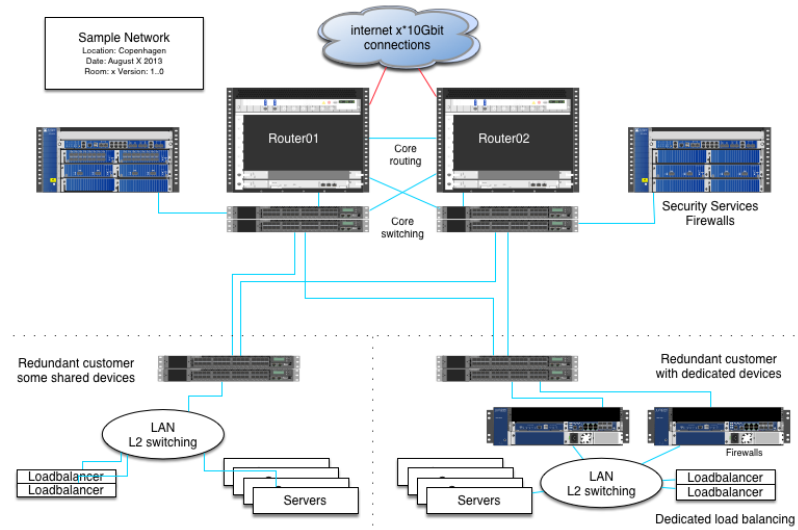 Sample Network
Location: Copenhagen
Date: August X 2013
Room: x Version: 1..0
internet x*10Gbit
connections
Router01
Router02
Core
routing
Core
switching
Security Services
Firewalls
Redundant customer
some shared devices
Redundant customer
with dedicated devices
LAN
L2 switching
Firewalls
Loadbalancer
Loadbalancer
Servers
Servers
LAN
L2 switching
Loadbalancer
Loadbalancer
Dedicated load balancing